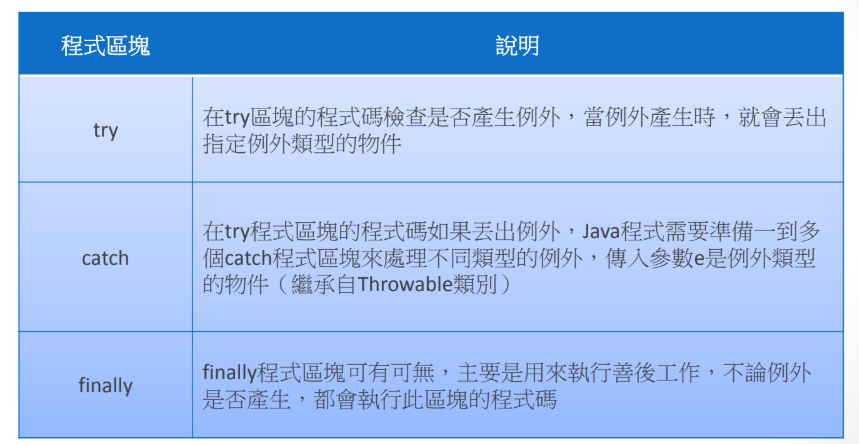 程式區塊
說明
try
在try區塊的程式碼檢查是否產生例外，當例外產生時，就會丟出
指定例外類型的物件
catch
在try程式區塊的程式碼如果丟出例外，Java程式需要準備一到多
個catch程式區塊來處理不同類型的例外，傳入參數e是例外類型
的物件（繼承自Throwable類別）
finally
finally程式區塊可有可無，主要是用來執行善後工作，不論例外
是否產生，都會執行此區塊的程式碼